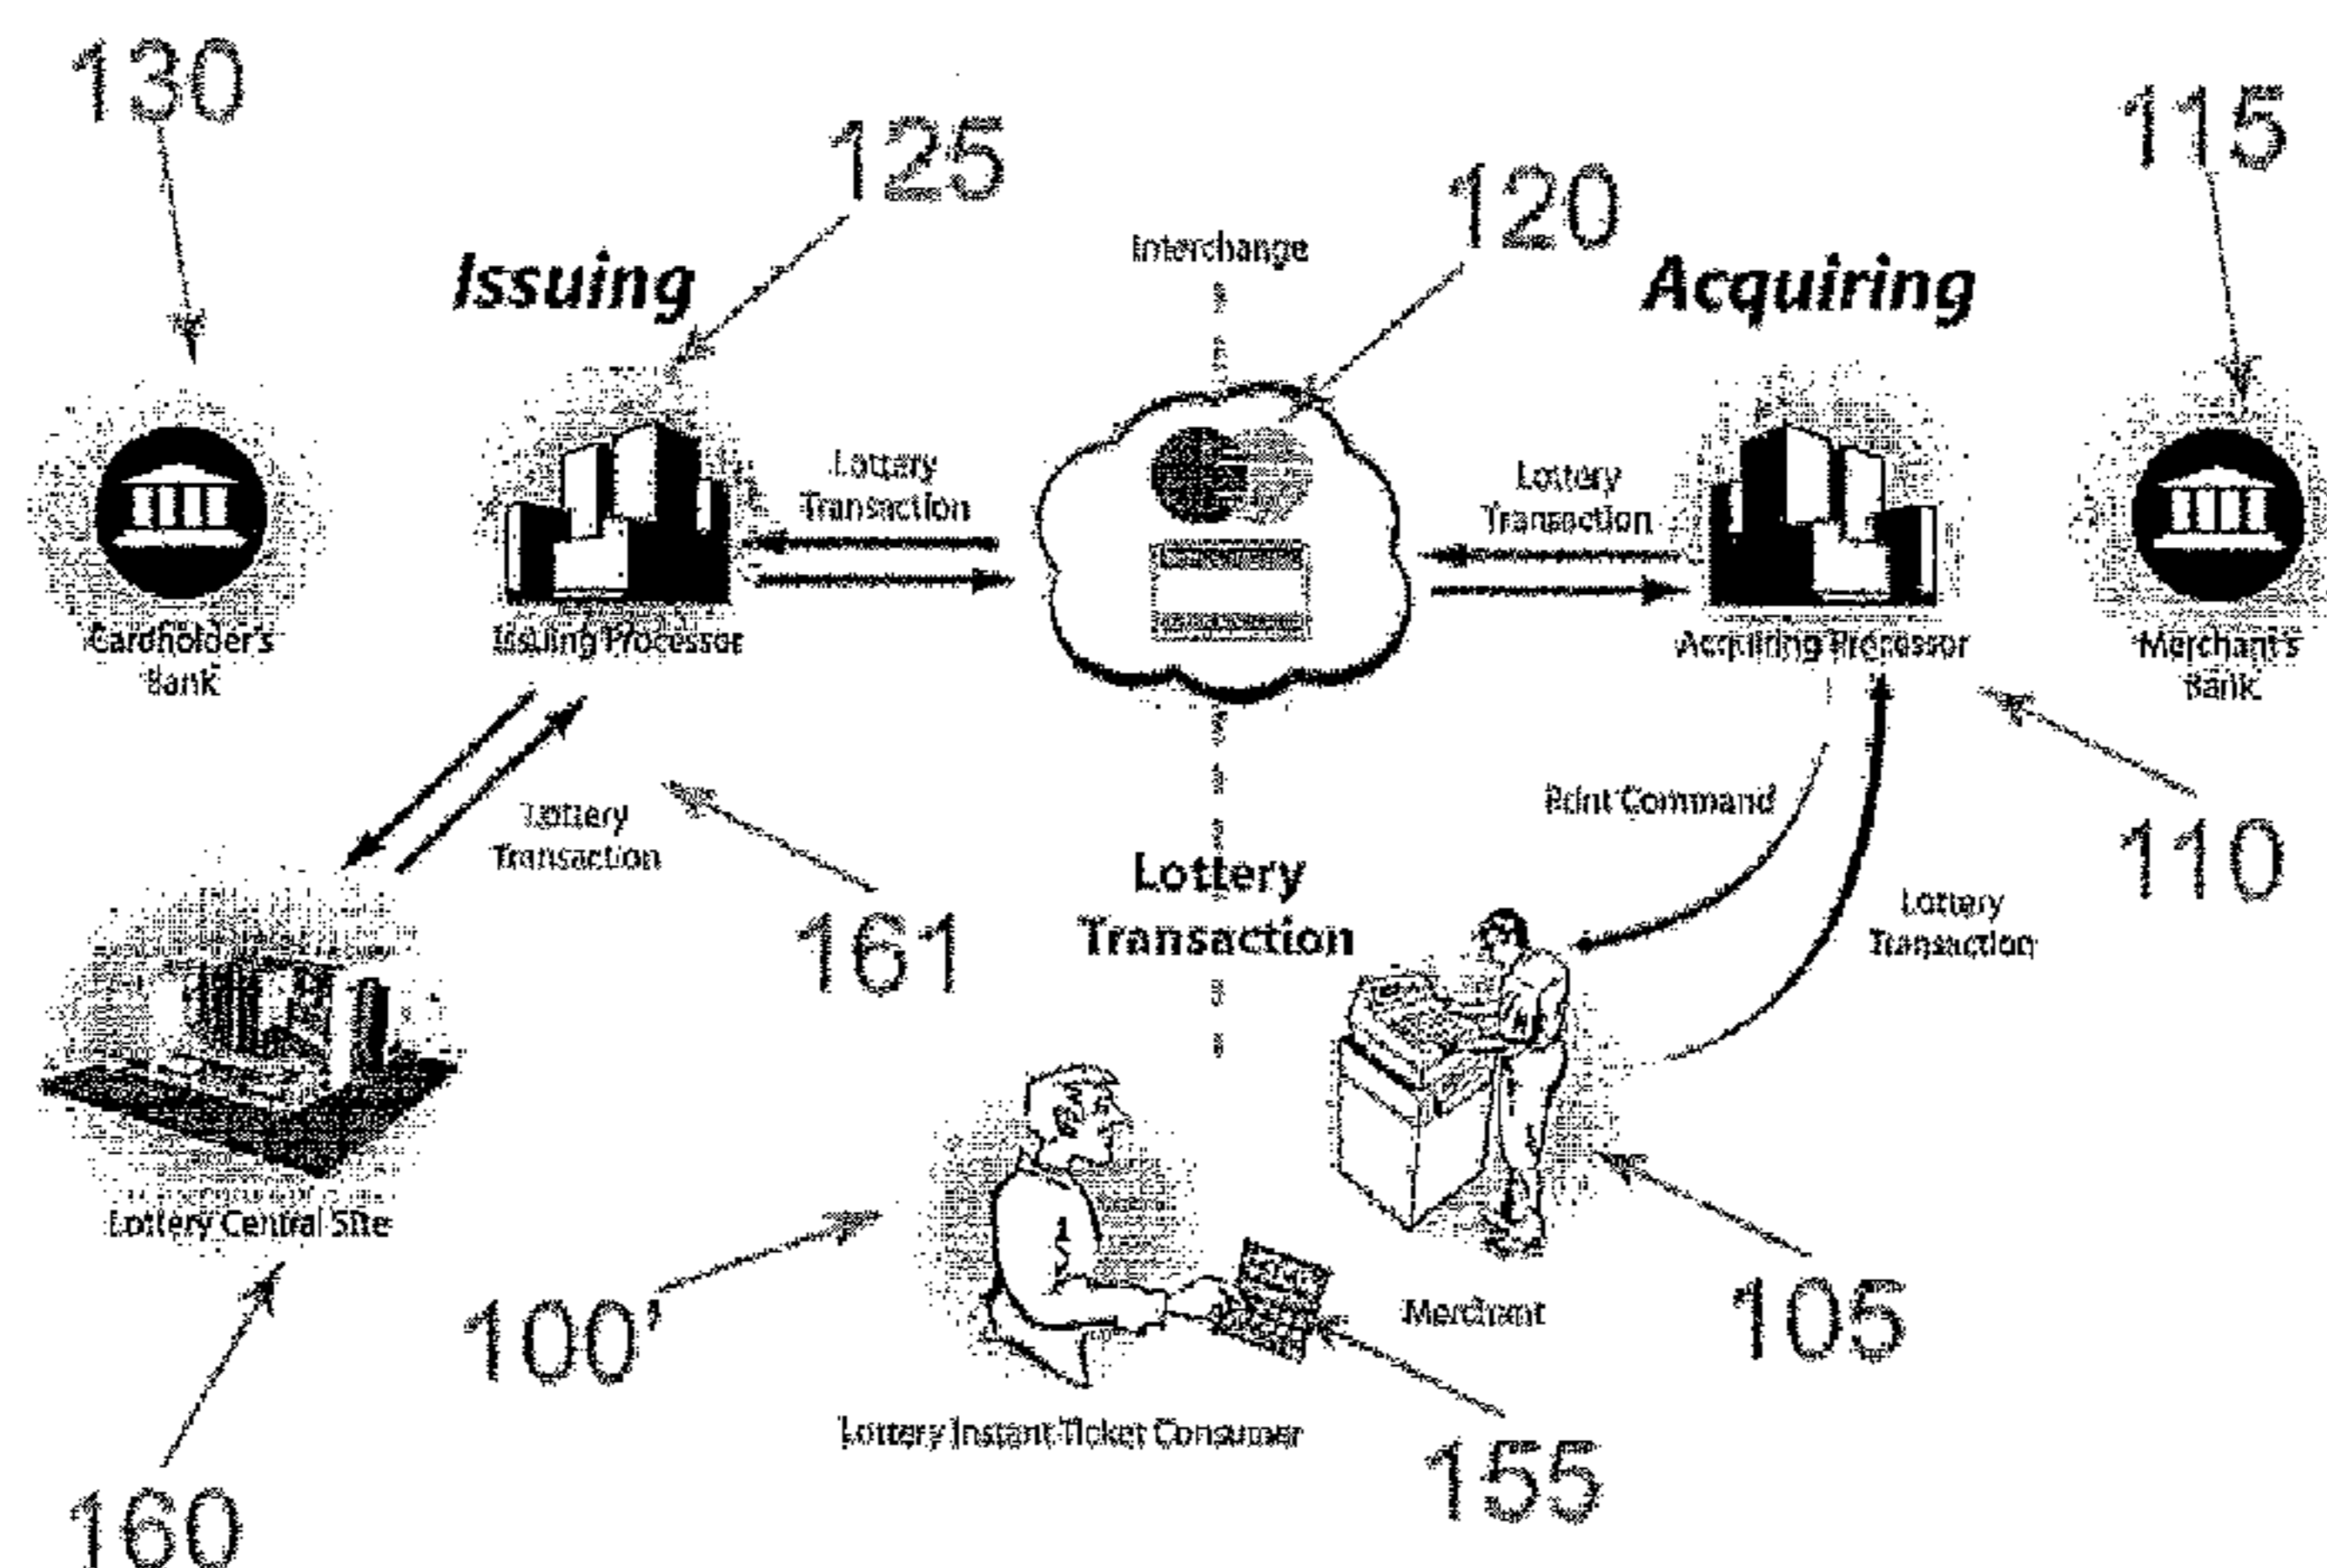 130
115
125
120
Interchange
Issuing
Acquiring
Lottery
Transaction
Lottery
Transaction
Cardholder's
Bank
Issuing Processor
Acquiring Processor
Merchant's
Bank
Print Command
Lottery
Transaction
110
Lottery
Transaction
161
Lottery
Transaction
Lottery Central Site
100'
Merchant
105
Lottery Instant Ticket Consumer
155
160